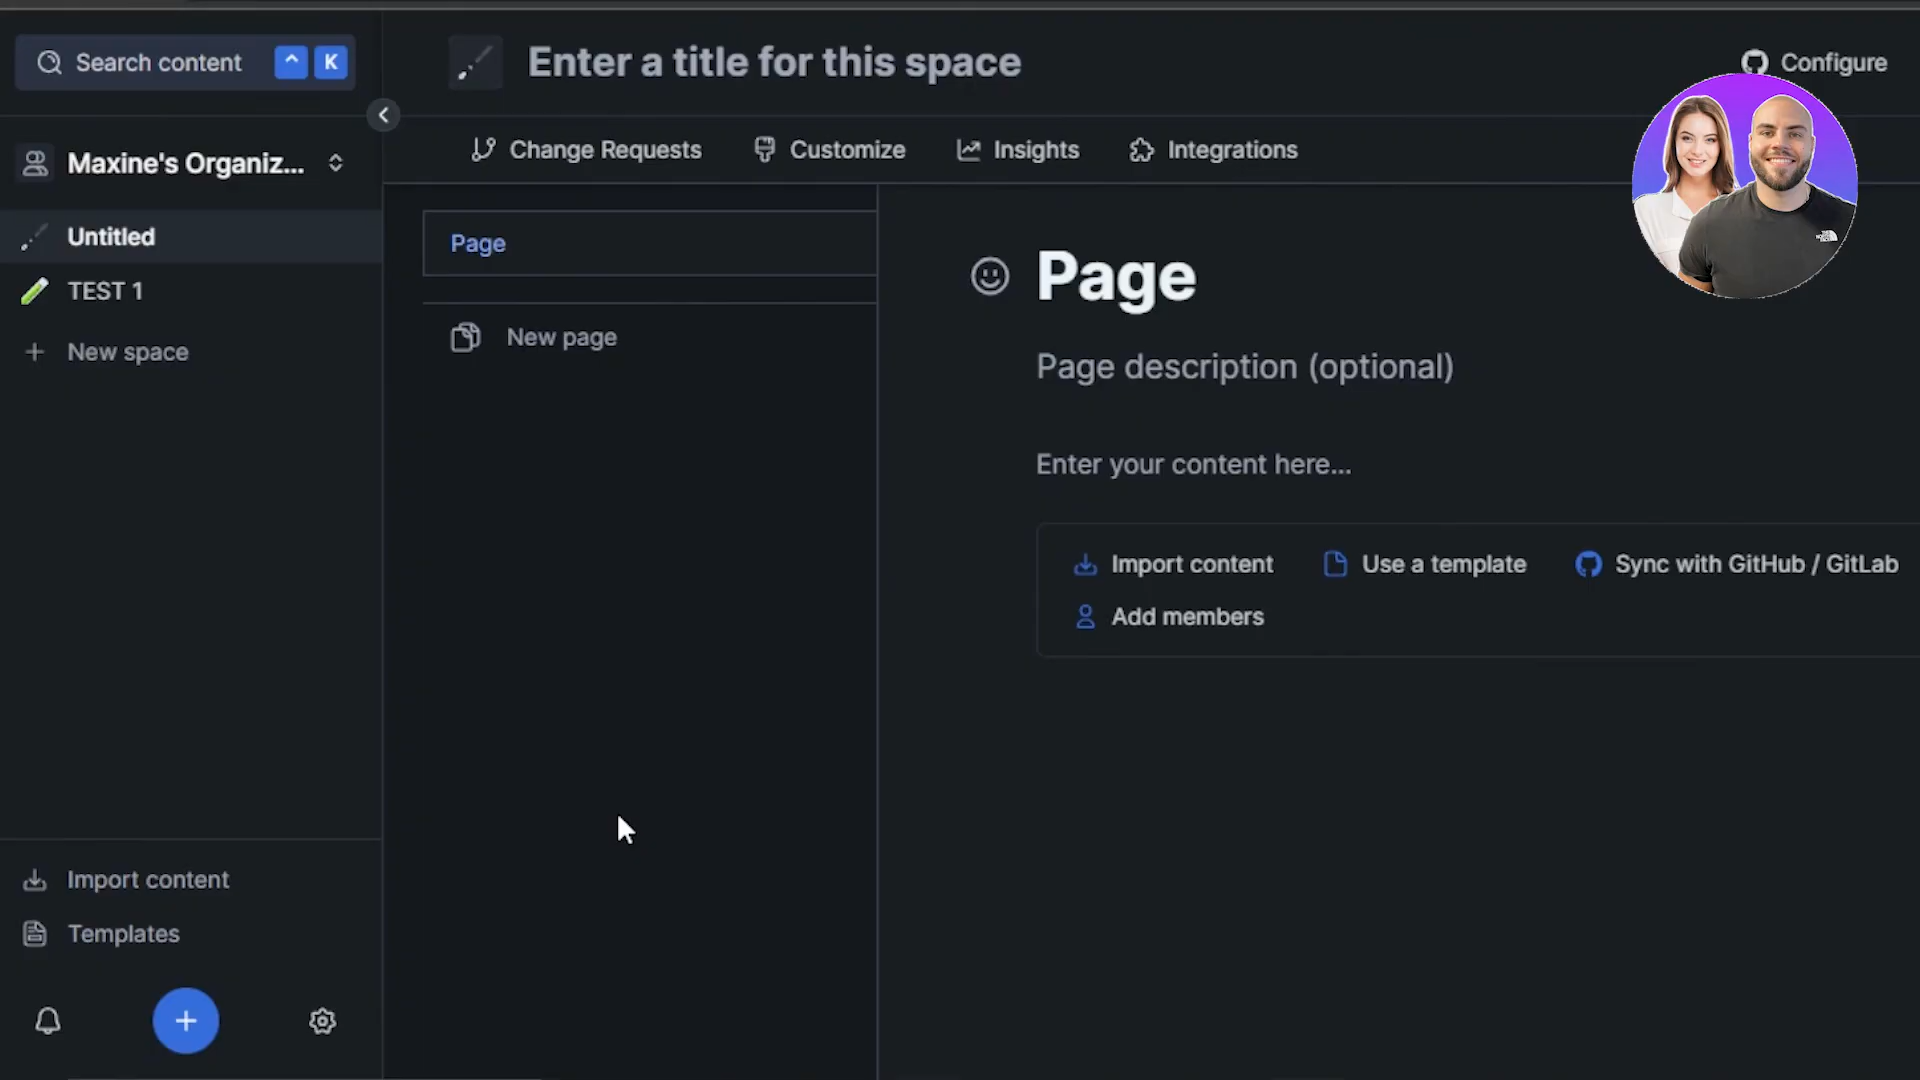 Search content ^ K
Enter a title for this space
Configure
Change Requests Customize Insights Integrations
Maxine's Organiz...
Untitled
TEST 1
New space
Page
New page
Page
Page description (optional)
Enter your content here...
Import content Use a template Sync with GitHub / GitLab
Add members
Import content
Templates